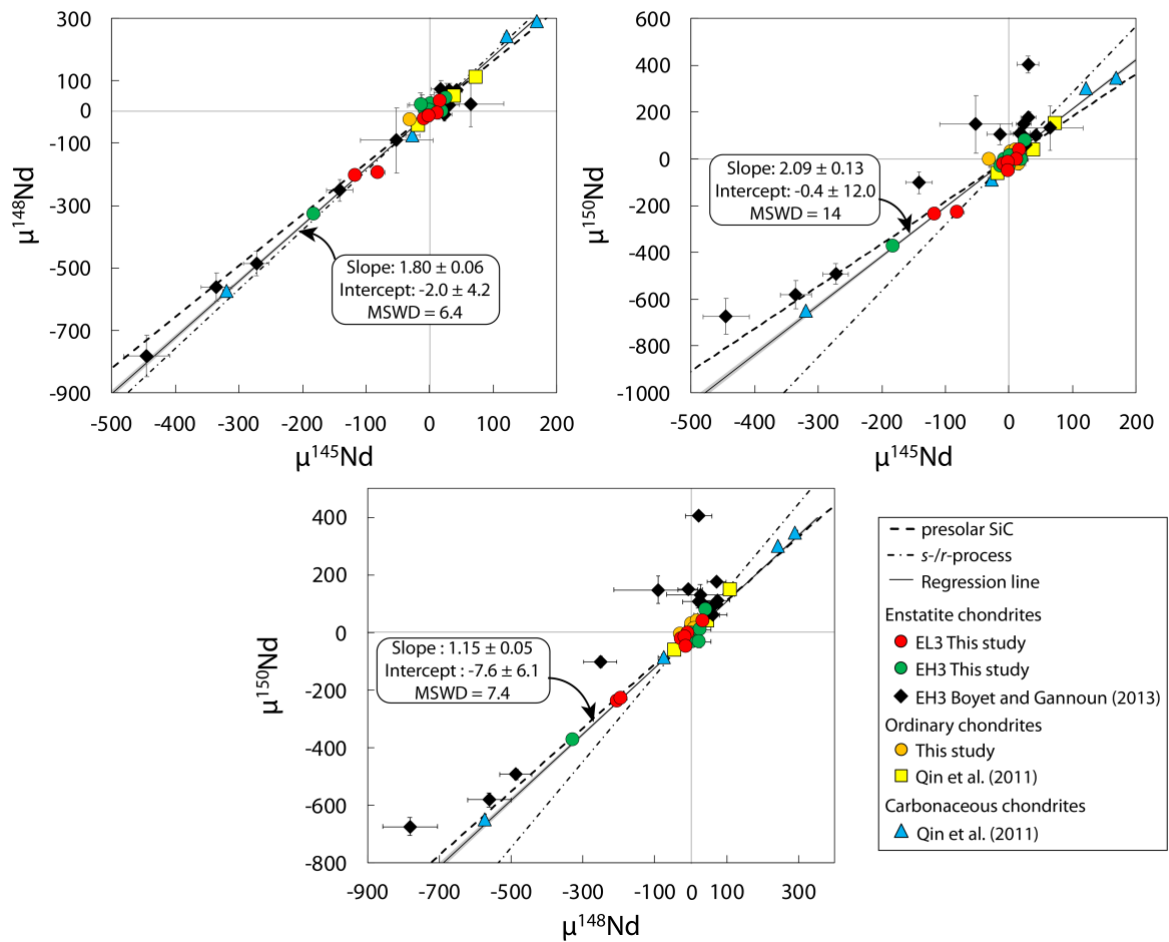 300
100
0
-100
-300
-500
-700
-900
μ¹⁴⁸Nd
Slope: 1.80 ± 0.06
Intercept: -2.0 ± 4.2
MSWD = 6.4
-500 -400 -300 -200 -100 0 100 200
μ¹⁴⁵Nd
600
400
200
0
-200
-400
-600
-800
-1000
μ¹⁵⁰Nd
Slope: 2.09 ± 0.13
Intercept: -0.4 ± 12.0
MSWD = 14
-500 -400 -300 -200 -100 0 100 200
μ¹⁴⁵Nd
400
200
0
-200
-400
-600
-800
μ¹⁵⁰Nd
Slope : 1.15 ± 0.05
Intercept : -7.6 ± 6.1
MSWD = 7.4
-900 -700 -500 -300 -100 0 100 300
μ¹⁴⁸Nd
presolar SiC
s-/r-process
Regression line
Enstatite chondrites
EL3 This study
EH3 This study
EH3 Boyet and Gannoun (2013)
Ordinary chondrites
This study
Qin et al. (2011)
Carbonaceous chondrites
Qin et al. (2011)